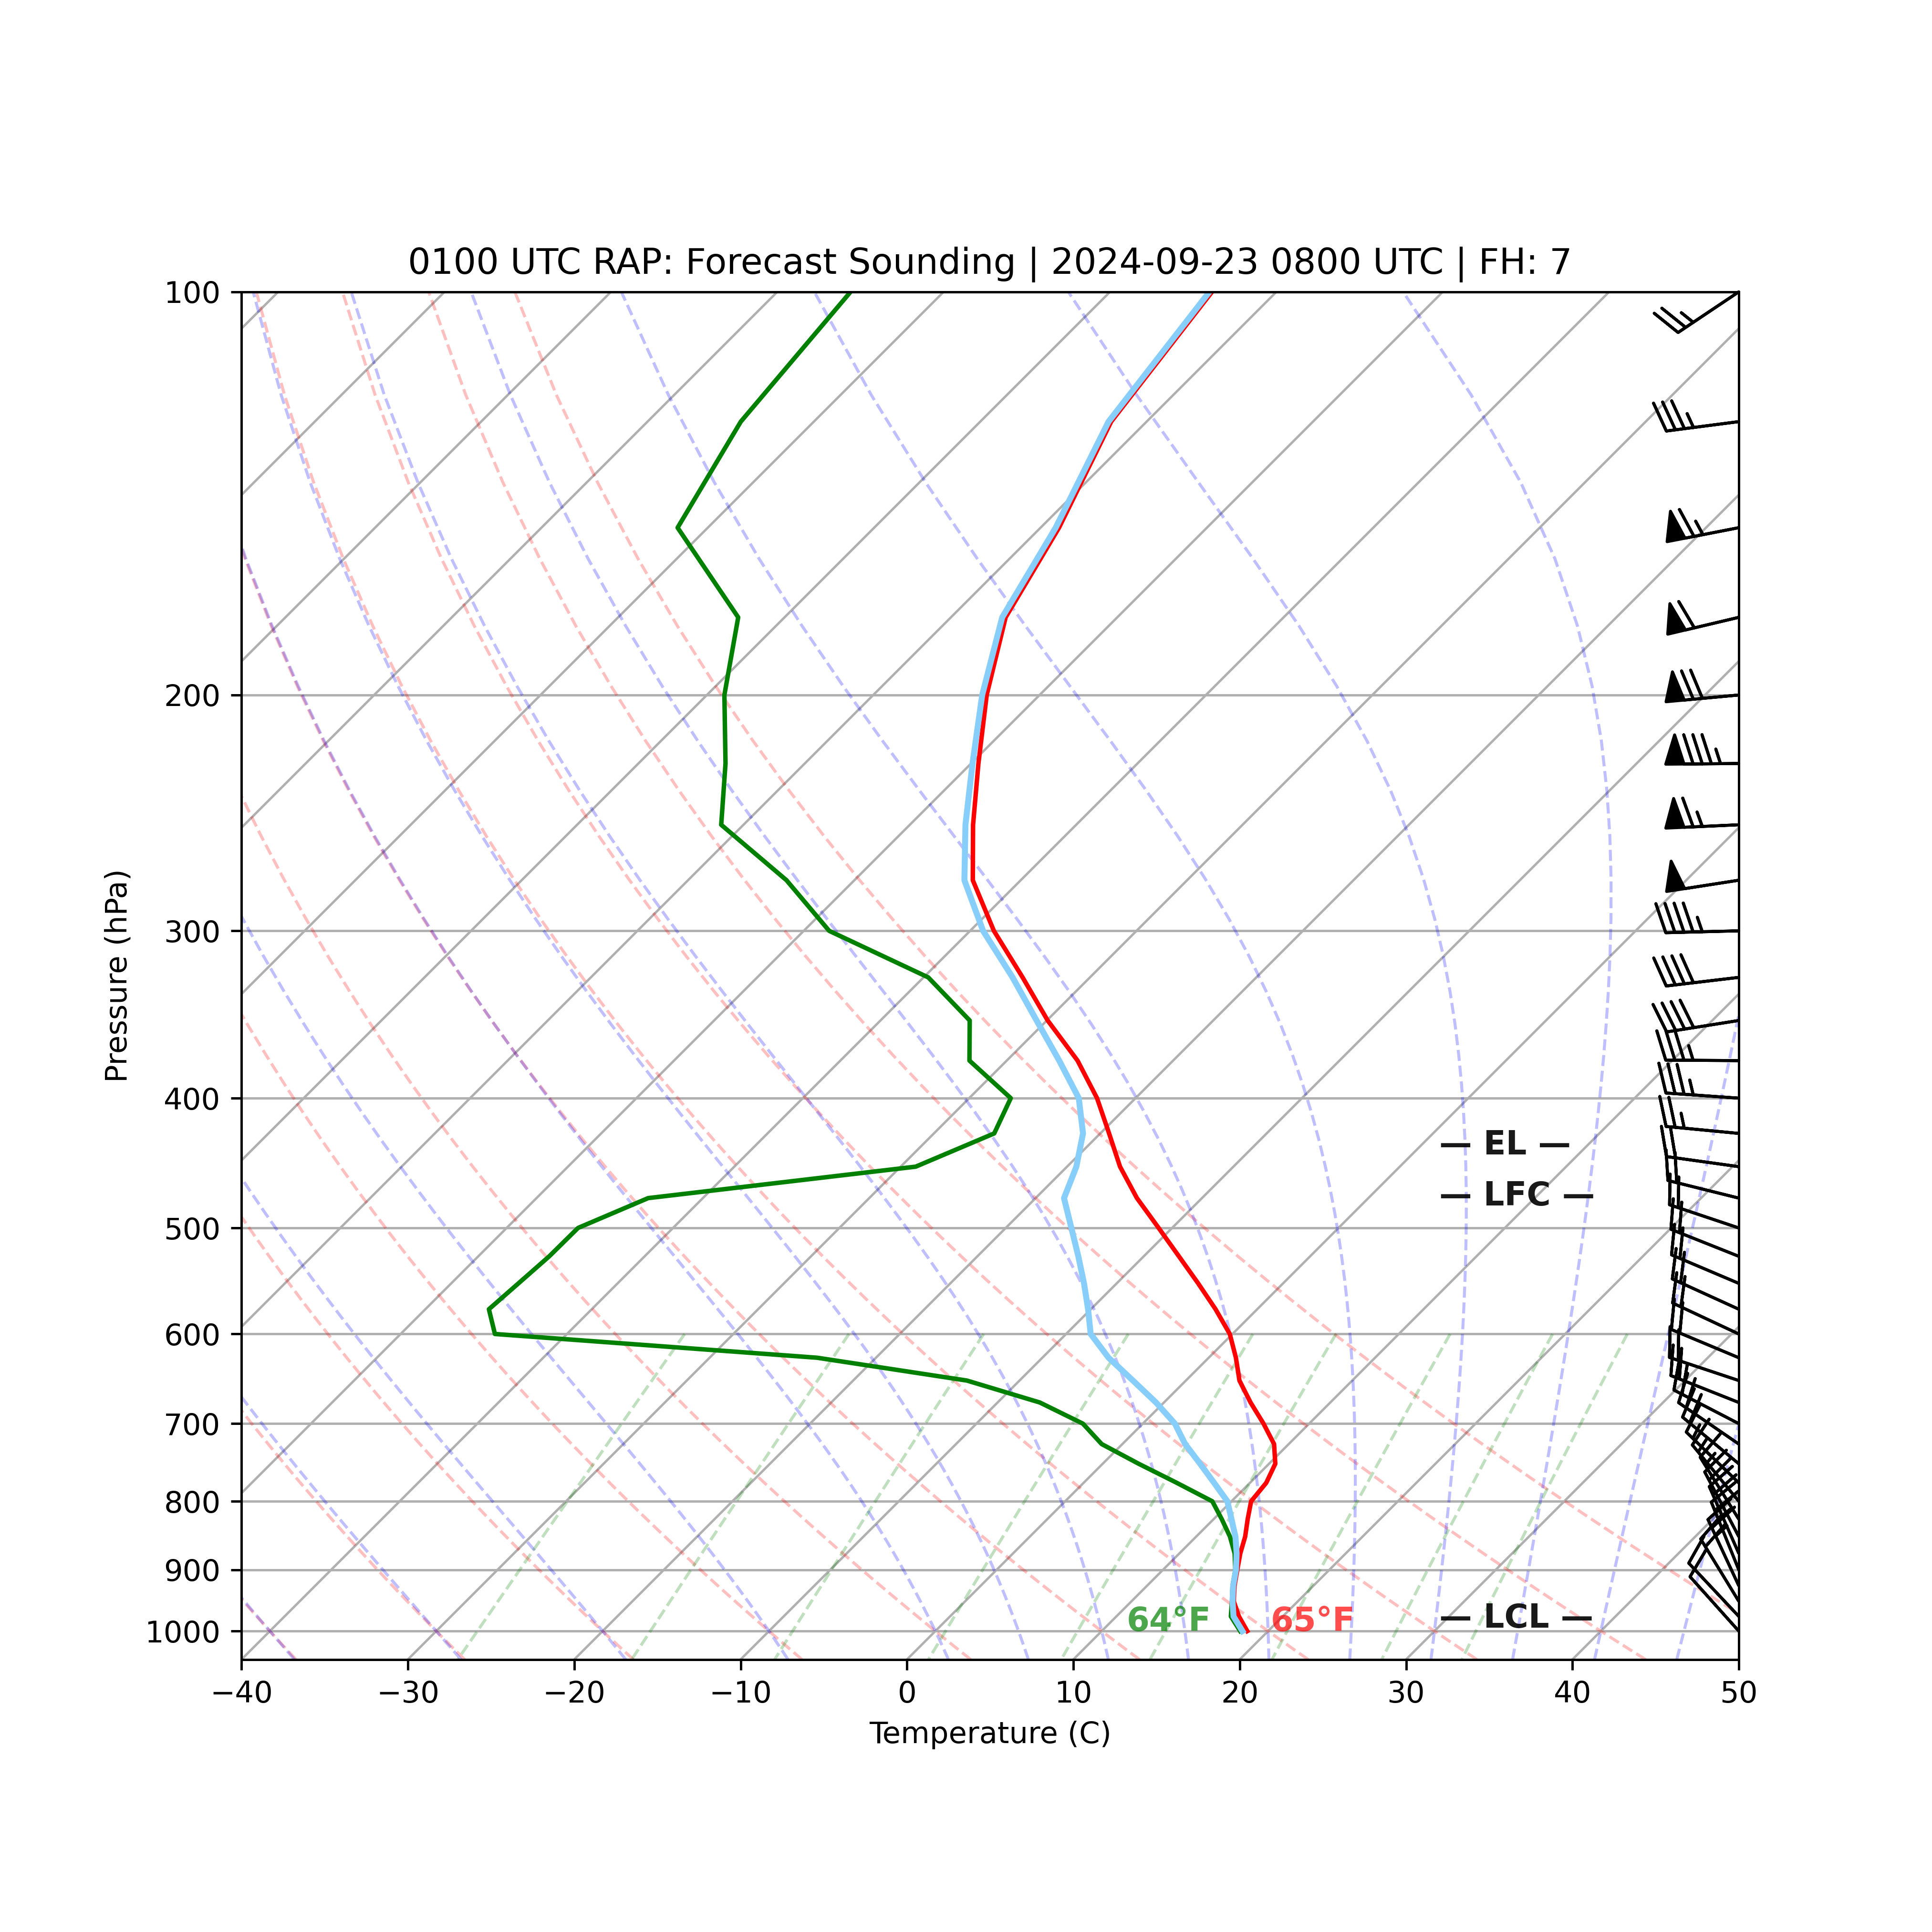 0100 UTC RAP: Forecast Sounding | 2024-09-23 0800 UTC | FH: 7
100
200
300
400
500
600
700
800
900
1000
Pressure (hPa)
— EL —
— LFC —
64°F 65°F — LCL —
−40 −30 −20 −10 0 10 20 30 40 50
Temperature (C)